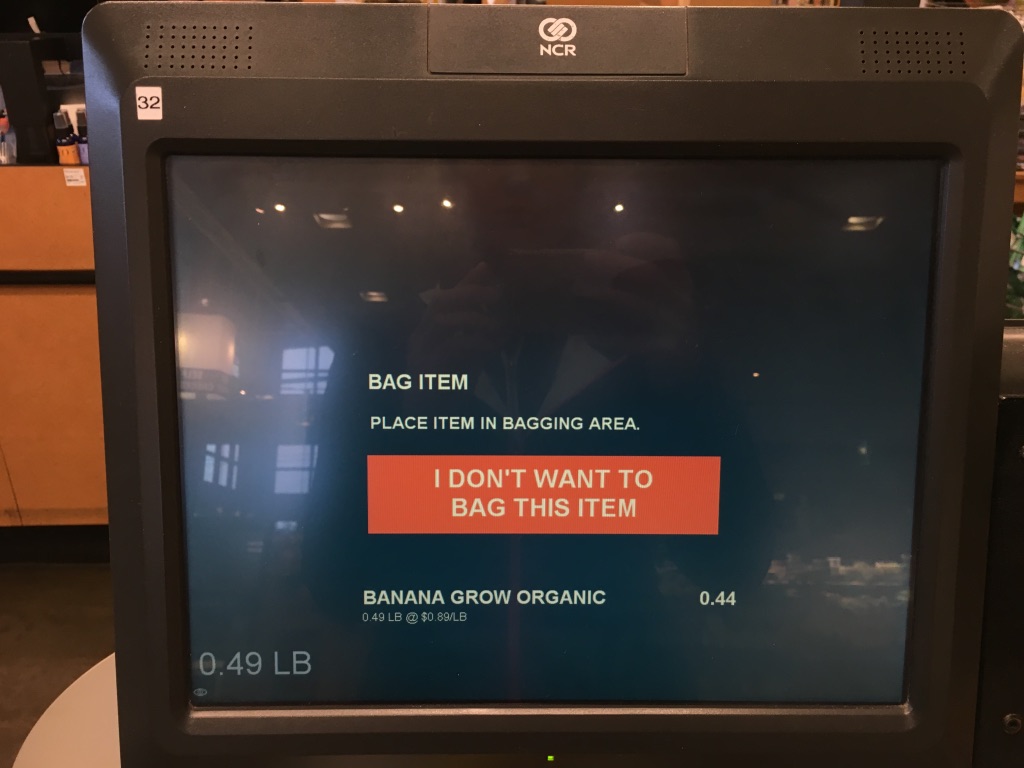 NCR
32
BAG ITEM
PLACE ITEM IN BAGGING AREA.
I DON'T WANT TO
BAG THIS ITEM
BANANA GROW ORGANIC 0.44
0.49 LB @ $0.89/LB
0.49 LB